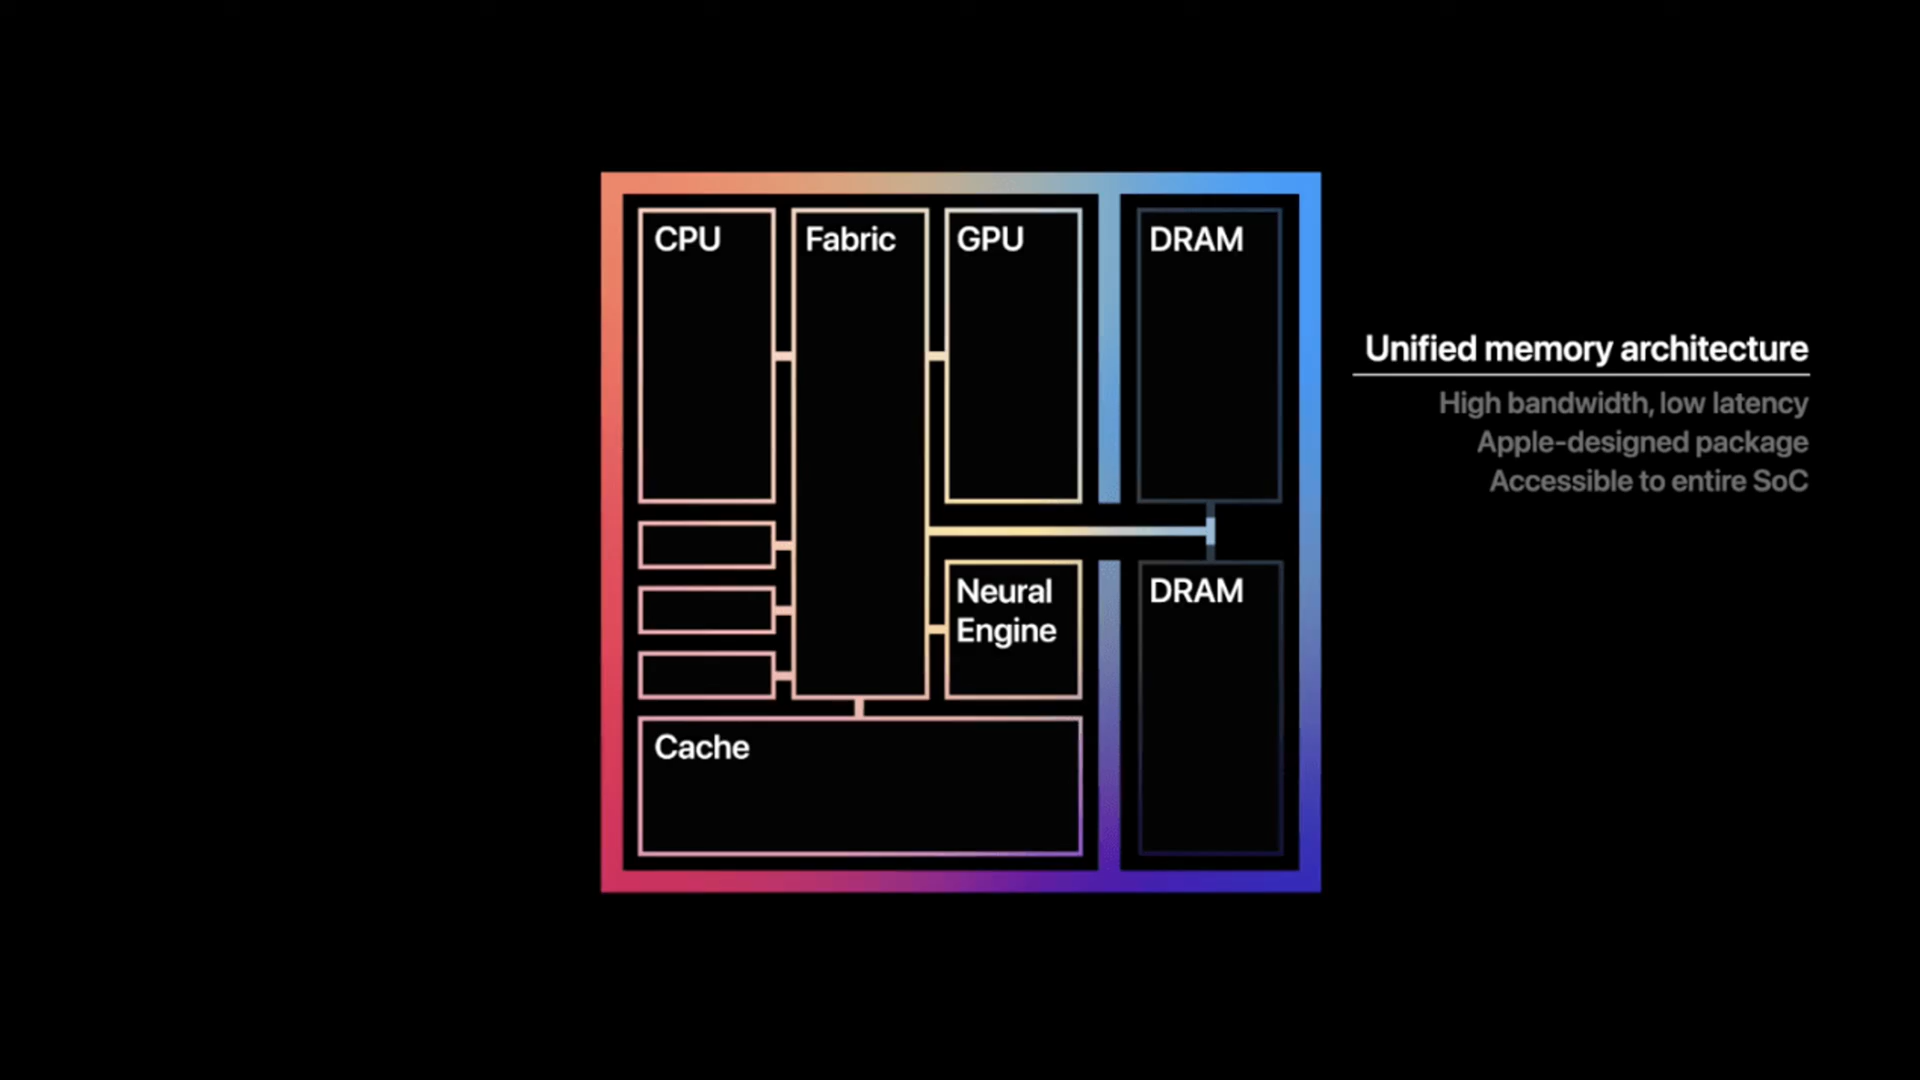 CPU
Fabric
GPU
DRAM
Unified memory architecture
High bandwidth, low latency
Apple-designed package
Accessible to entire SoC
Neural
Engine
DRAM
Cache